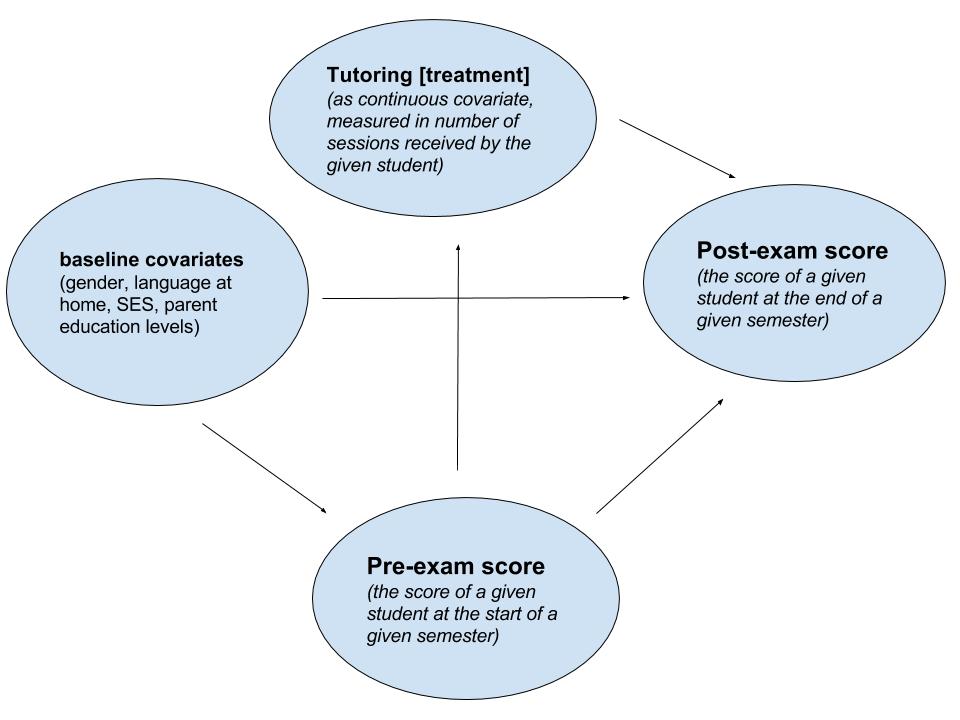 Tutoring [treatment]
(as continuous covariate,
measured in number of
sessions received by the
given student)
baseline covariates
(gender, language at
home, SES, parent
education levels)
Post-exam score
(the score of a given
student at the end of a
given semester)
Pre-exam score
(the score of a given
student at the start of a
given semester)